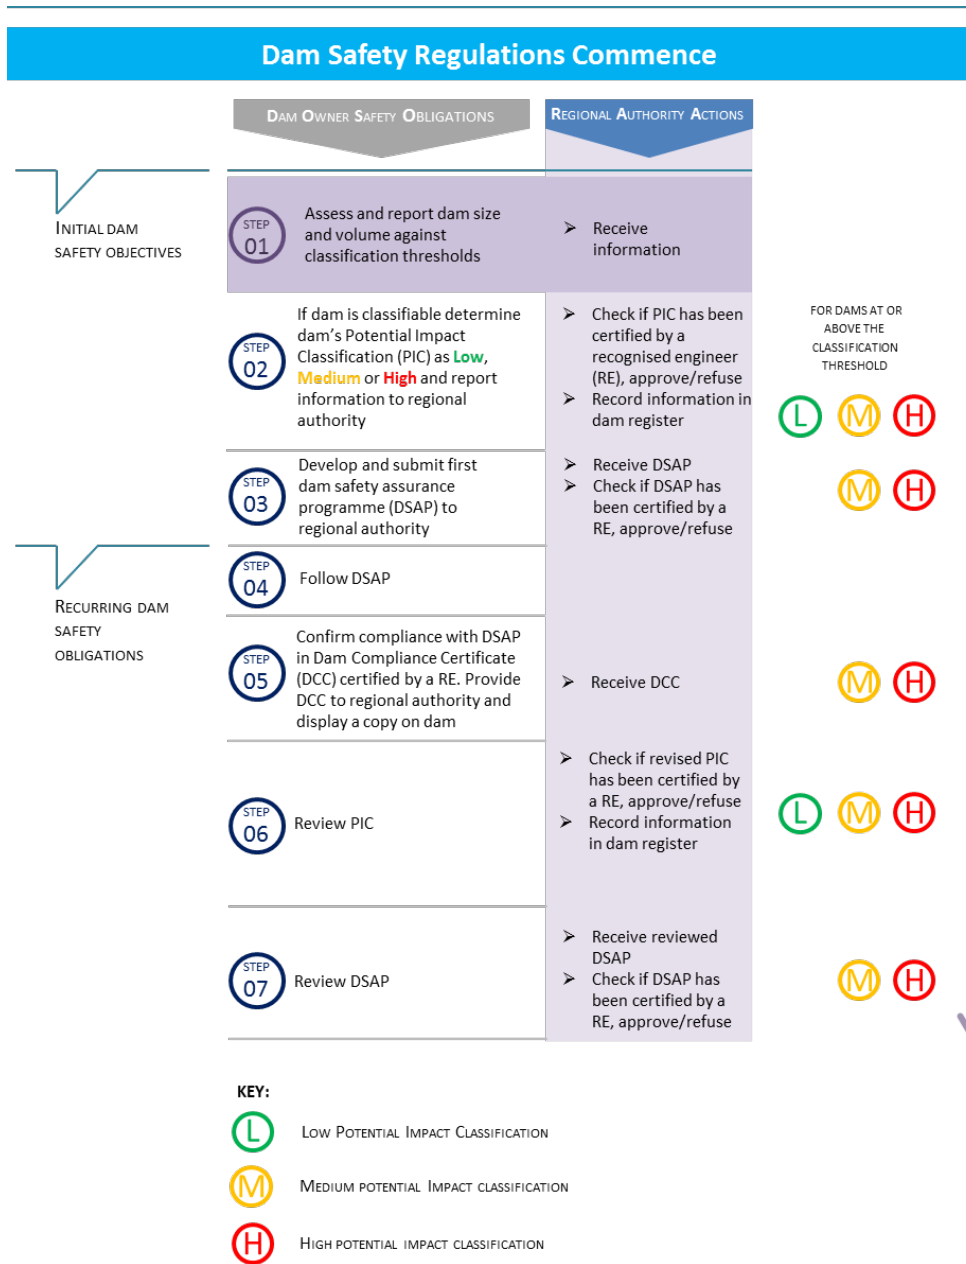 Dam Safety Regulations Commence
DAM OWNER SAFETY OBLIGATIONS
REGIONAL AUTHORITY ACTIONS
INITIAL DAM
SAFETY OBJECTIVES
STEP
01
Assess and report dam size
and volume against
classification thresholds
➢ Receive
information
STEP
02
If dam is classifiable determine
dam's Potential Impact
Classification (PIC) as Low,
Medium or High and report
information to regional
authority
➢ Check if PIC has been
certified by a
recognised engineer
(RE), approve/refuse
➢ Record information in
dam register
FOR DAMS AT OR
ABOVE THE
CLASSIFICATION
THRESHOLD
L M H
STEP
03
Develop and submit first
dam safety assurance
programme (DSAP) to
regional authority
➢ Receive DSAP
➢ Check if DSAP has
been certified by a
RE, approve/refuse
M H
RECURRING DAM
SAFETY
OBLIGATIONS
STEP
04
Follow DSAP
STEP
05
Confirm compliance with DSAP
in Dam Compliance Certificate
(DCC) certified by a RE. Provide
DCC to regional authority and
display a copy on dam
➢ Receive DCC
M H
STEP
06
Review PIC
➢ Check if revised PIC
has been certified by
a RE, approve/refuse
➢ Record information
in dam register
L M H
STEP
07
Review DSAP
➢ Receive reviewed
DSAP
➢ Check if DSAP has
been certified by a
RE, approve/refuse
M H
KEY:
L LOW POTENTIAL IMPACT CLASSIFICATION
M MEDIUM POTENTIAL IMPACT CLASSIFICATION
H HIGH POTENTIAL IMPACT CLASSIFICATION